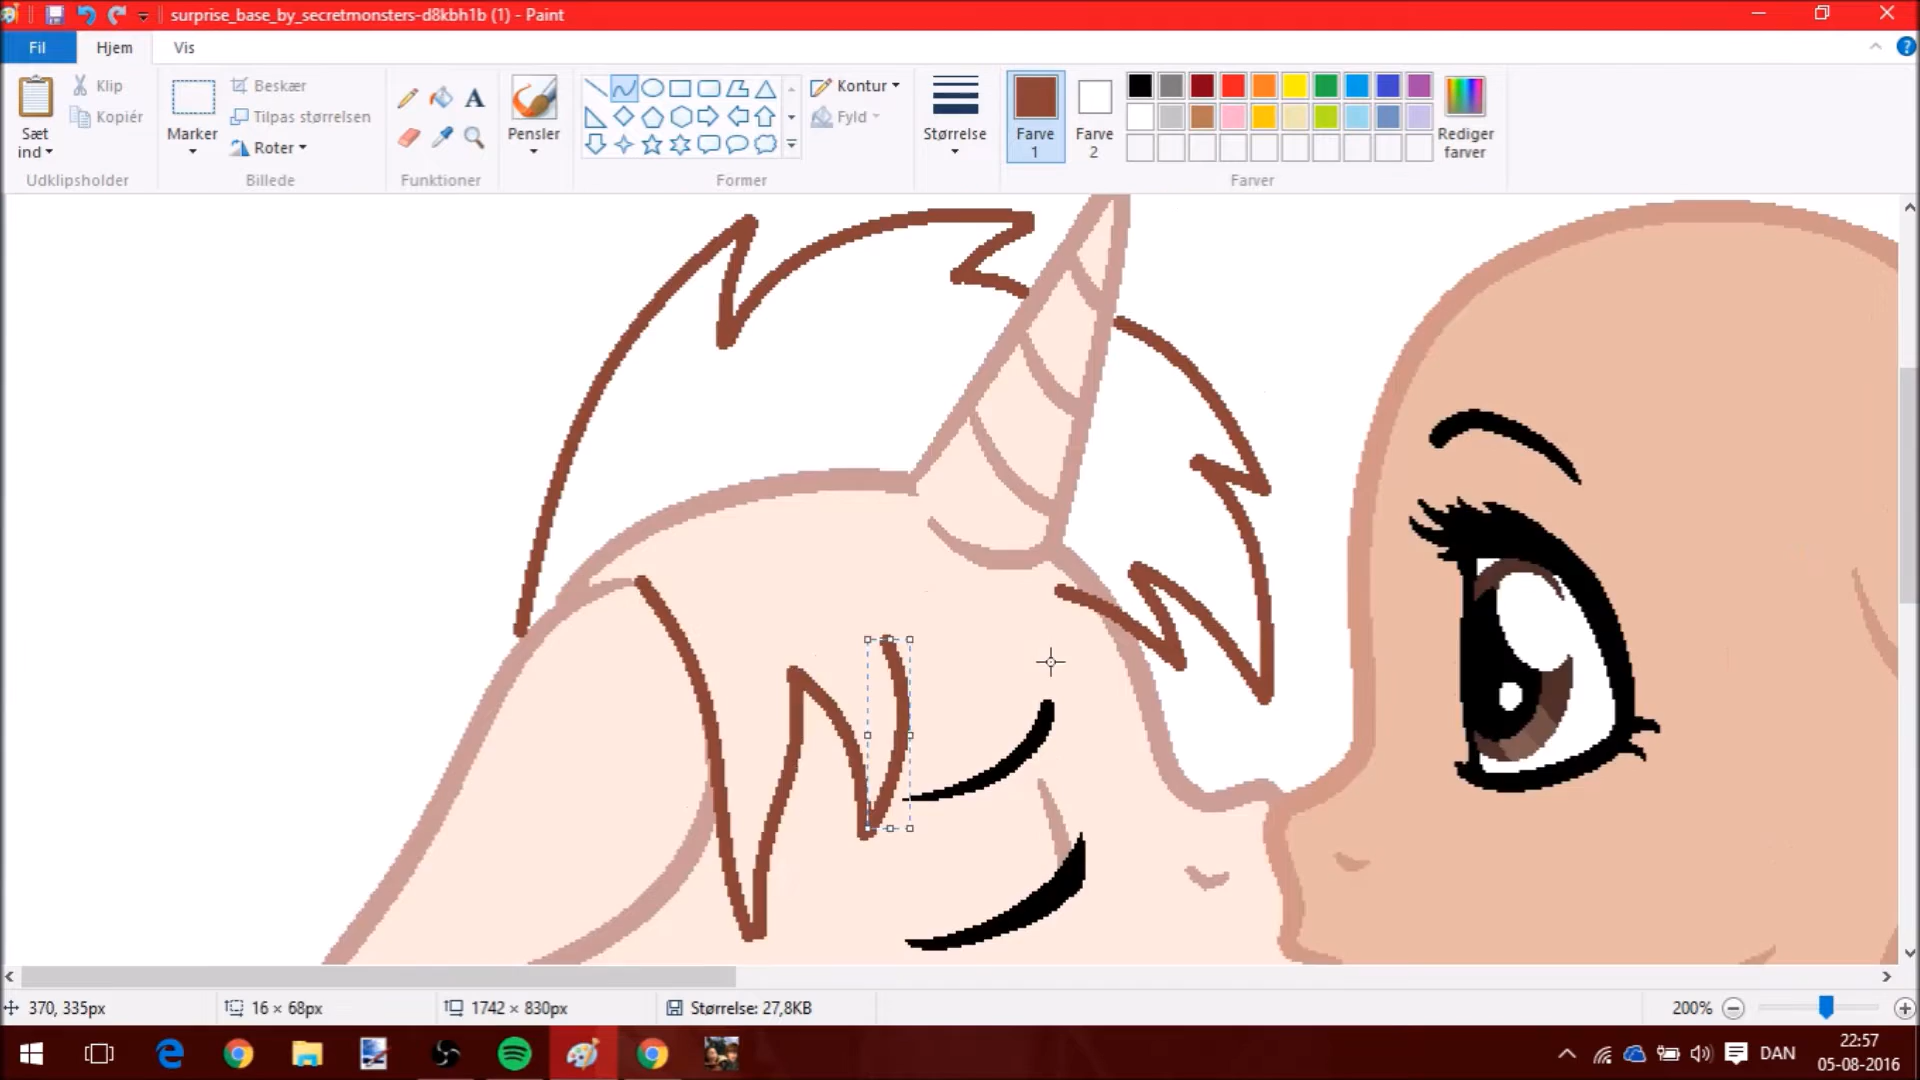 surprise_base_by_secretmonsters-d8kbh1b (1) - Paint
Fil
Hjem
Vis
Sæt
ind
Klip
Kopiér
Udklipsholder
Marker
Beskær
Tilpas størrelsen
Roter
Billede
A
Funktioner
Pensler
Kontur
Fyld
Former
Størrelse
Farve
1
Farve
2
Rediger
farver
Farver
370, 335px
16 × 68px
1742 × 830px
Størrelse: 27,8KB
200%
DAN
22:57
05-08-2016